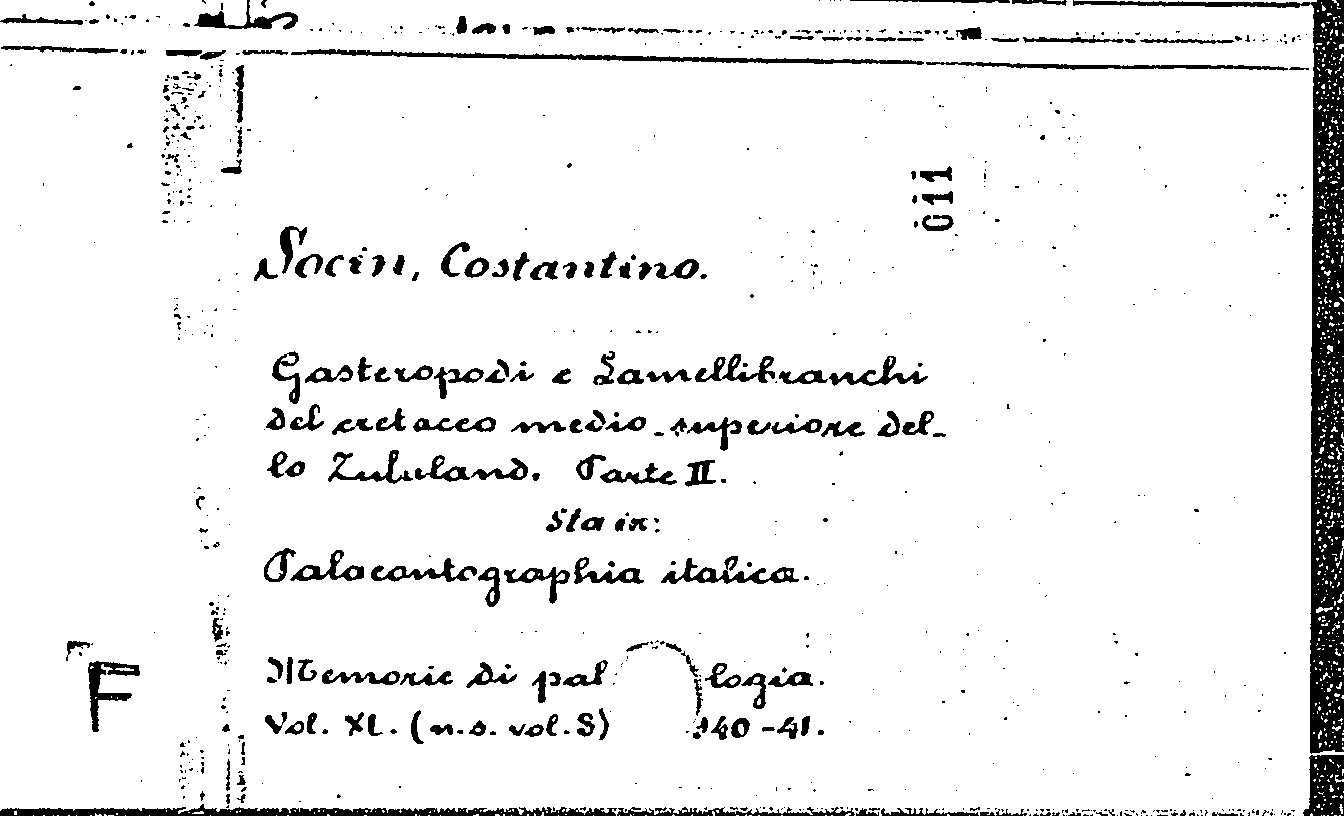 011
Socin, Costantino.
Gasteropodi e Lamellibranchi
del cretaceo medio-superiore del-
lo Zululand. Parte II.
Sta in:
Palaeontographia italica.
F
Memorie di pal logia.
Vol. XL. (n.s. vol. ) 940-41.